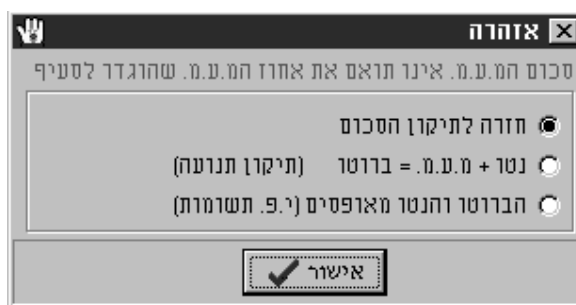 אזהרה
סכום המ.ע.מ. אינו תואם את אחוז המ.ע.מ. שהוגדר לסעיף
חזרה לתיקון הסכום
נטו + מ.ע.מ. = ברוטו (תיקון תנועה)
הברוטו והנטו מאופסים (י.פ. תשומות)
אישור